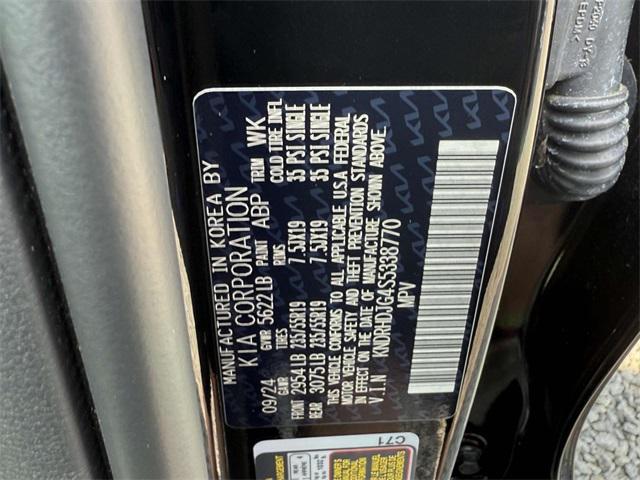 MANUFACTURED IN KOREA BY
KIA CORPORATION
09/24 GVWR 5622LB PAINT ABP TRIM WK
GAWR TIRES RIMS COLD TIRE INFL
FRONT 2954LB 235/55R19 7.5JX19 35 PSI SINGLE
REAR 3075LB 235/55R19 7.5JX19 35 PSI SINGLE
THIS VEHICLE CONFORMS TO ALL APPLICABLE U.S.A FEDERAL
MOTOR VEHICLE SAFETY AND THEFT PREVENTION STANDARDS
IN EFFECT ON THE DATE OF MANUFACTURE SHOWN ABOVE.
V.I.N KNDRHDJG4S5338770
MPV
C71